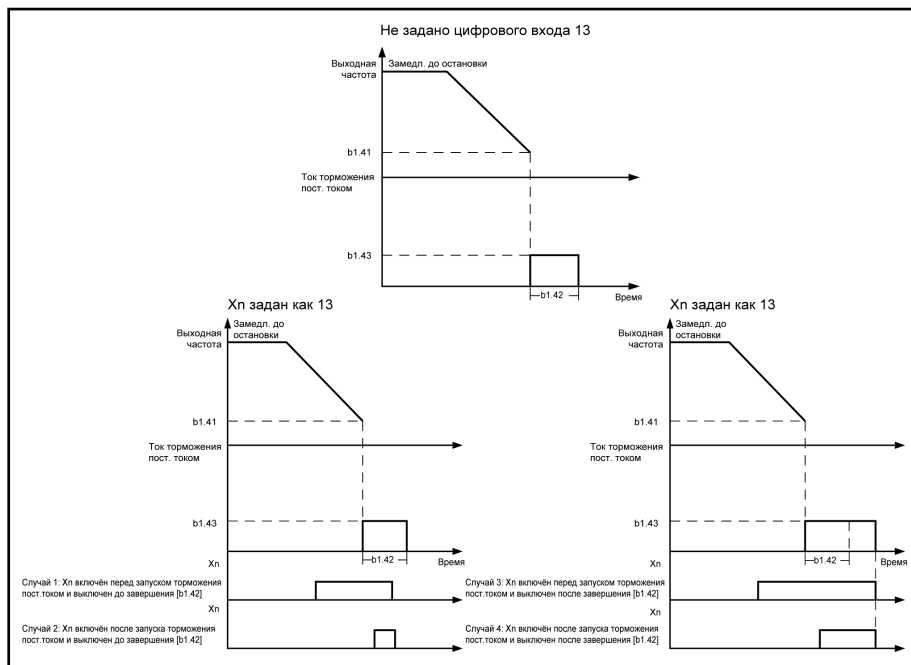 Не задано цифрового входа 13
Выходная
частота
Замедл. до остановки
b1.41
Ток торможения
пост. током
b1.43
b1.42
Время
Xn задан как 13
Выходная
частота
Замедл. до
остановки
b1.41
Ток торможения
пост. током
b1.43
b1.42
Время
Xn
Случай 1: Xn включён перед запуском торможения
пост.током и выключен до завершения [b1.42]
Xn
Случай 2: Xn включён после запуска торможения
пост.током и выключен до завершения [b1.42]
Xn задан как 13
Выходная
частота
Замедл. до
остановки
b1.41
Ток торможения
пост. током
b1.43
b1.42
Время
Xn
Случай 3: Xn включён перед запуском торможения
пост.током и выключен после завершения [b1.42]
Xn
Случай 4: Xn включён после запуска торможения
пост.током и выключен после завершения [b1.42]